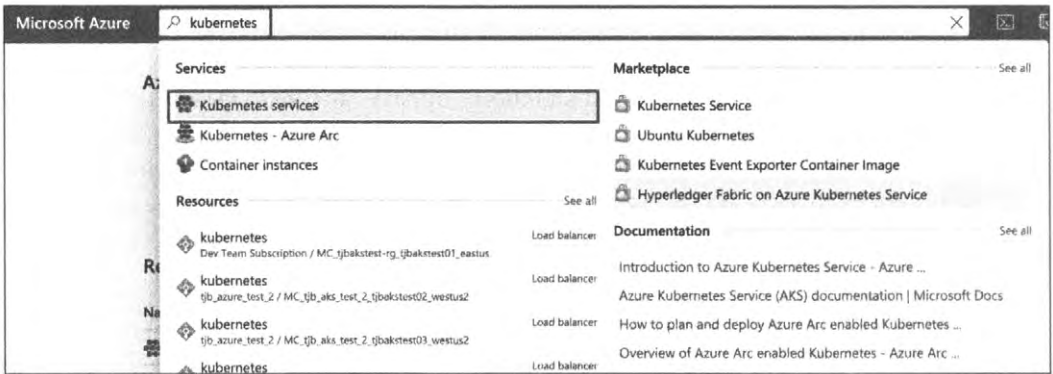 Microsoft Azure
kubernetes
Services
Kubernetes services
Kubernetes - Azure Arc
Container instances
Resources See all
kubernetes Load balancer
Dev Team Subscription / MC_tjbakstest-rg_tjbakstest01_eastus
kubernetes Load balancer
tjb_azure_test_2 / MC_tjb_aks_test_2_tjbakstest02_westus2
kubernetes Load balancer
tjb_azure_test_2 / MC_tjb_aks_test_2_tjbakstest03_westus2
kubernetes Load balancer
Marketplace See all
Kubernetes Service
Ubuntu Kubernetes
Kubernetes Event Exporter Container Image
Hyperledger Fabric on Azure Kubernetes Service
Documentation See all
Introduction to Azure Kubernetes Service - Azure ...
Azure Kubernetes Service (AKS) documentation | Microsoft Docs
How to plan and deploy Azure Arc enabled Kubernetes ...
Overview of Azure Arc enabled Kubernetes - Azure Arc ...